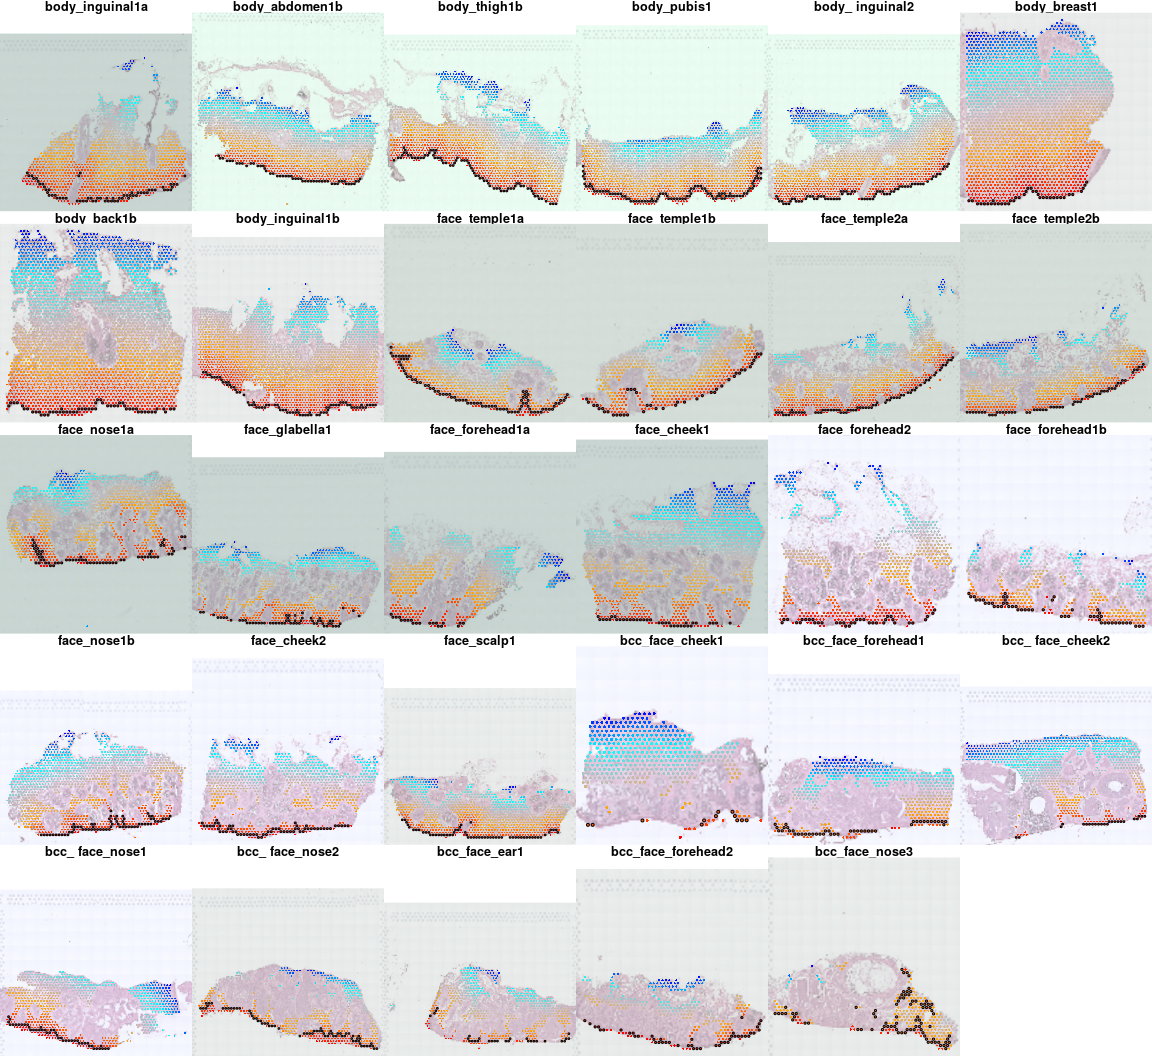 body_inguinal1a body_abdomen1b body_thigh1b body_pubis1 body_ inguinal2 body_breast1
body_back1b body_inguinal1b face_temple1a face_temple1b face_temple2a face_temple2b
face_nose1a face_glabella1 face_forehead1a face_cheek1 face_forehead2 face_forehead1b
face_nose1b face_cheek2 face_scalp1 bcc_face_cheek1 bcc_face_forehead1 bcc_ face_cheek2
bcc_ face_nose1 bcc_ face_nose2 bcc_face_ear1 bcc_face_forehead2 bcc_face_nose3